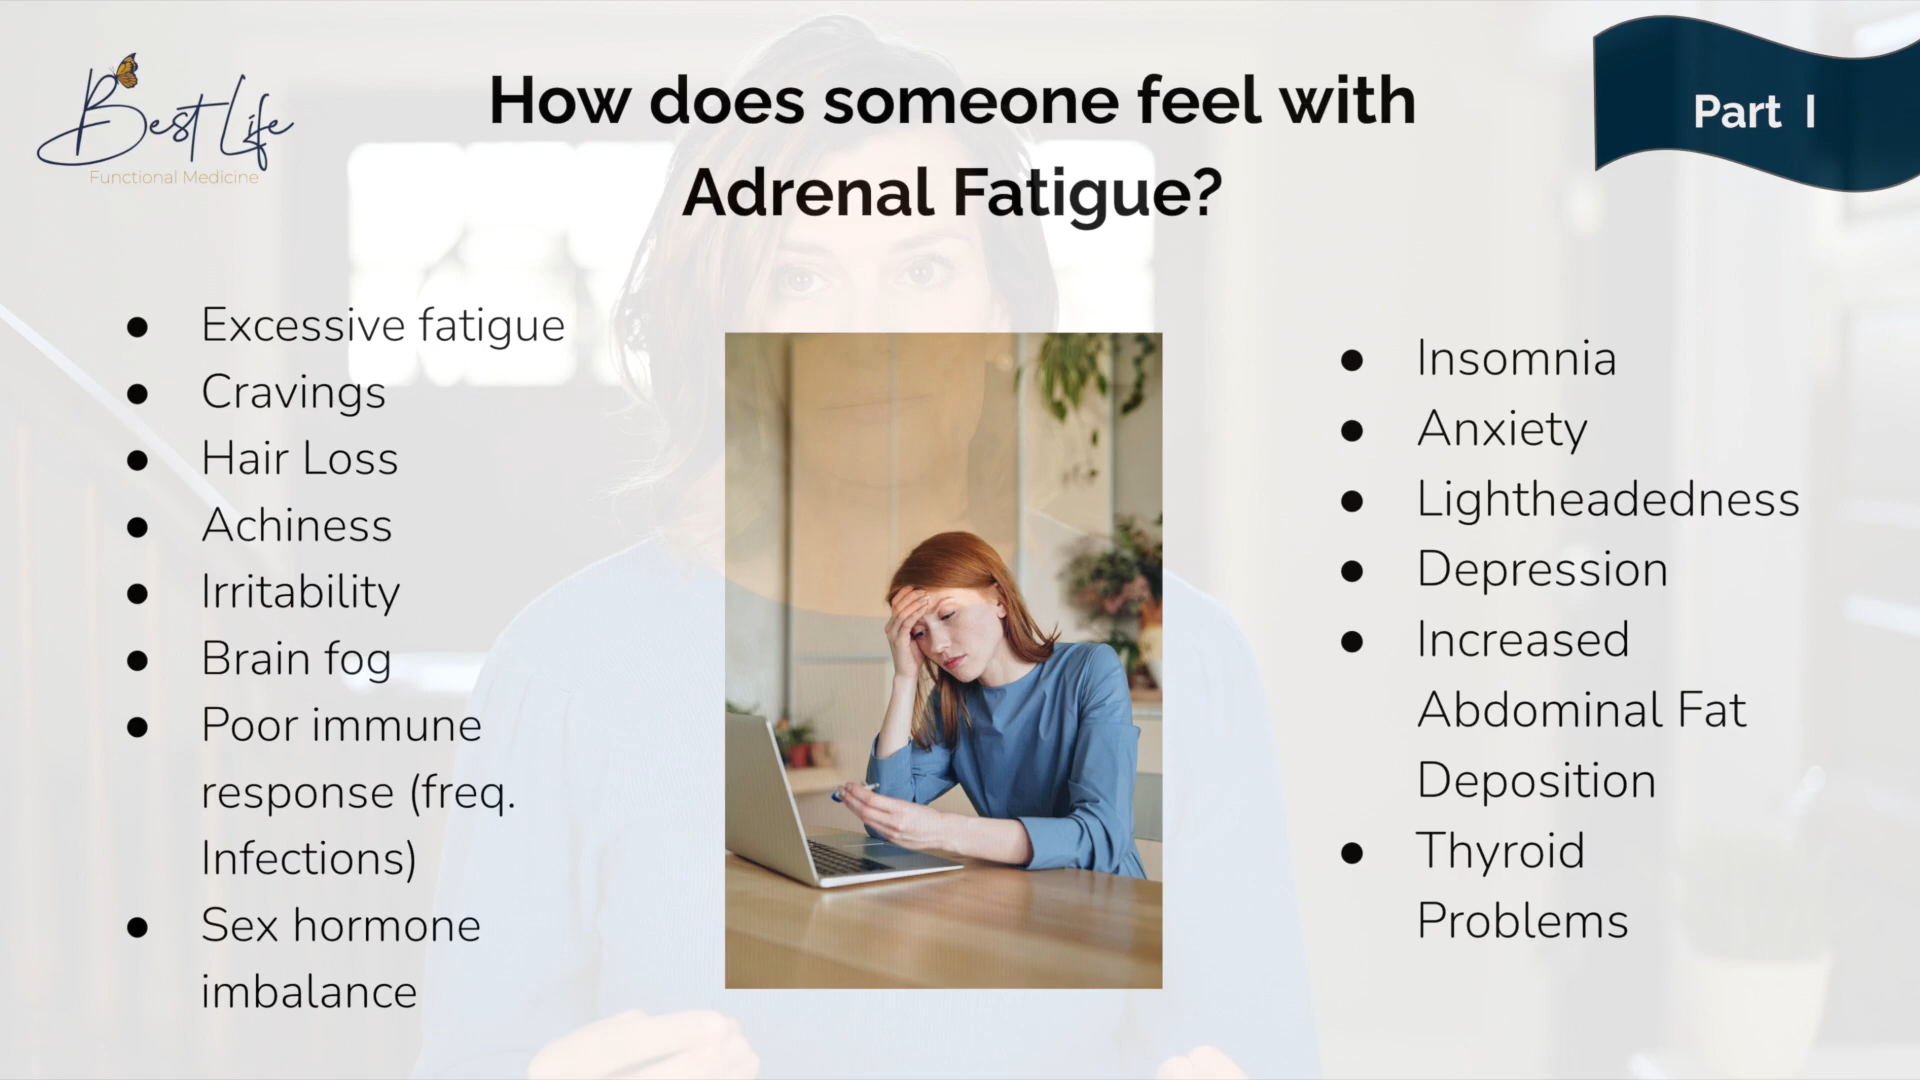 Best Life
Functional Medicine
How does someone feel with
Adrenal Fatigue?
Part I
● Excessive fatigue
● Cravings
● Hair Loss
● Achiness
● Irritability
● Brain fog
● Poor immune
response (freq.
Infections)
● Sex hormone
imbalance
● Insomnia
● Anxiety
● Lightheadedness
● Depression
● Increased
Abdominal Fat
Deposition
● Thyroid
Problems